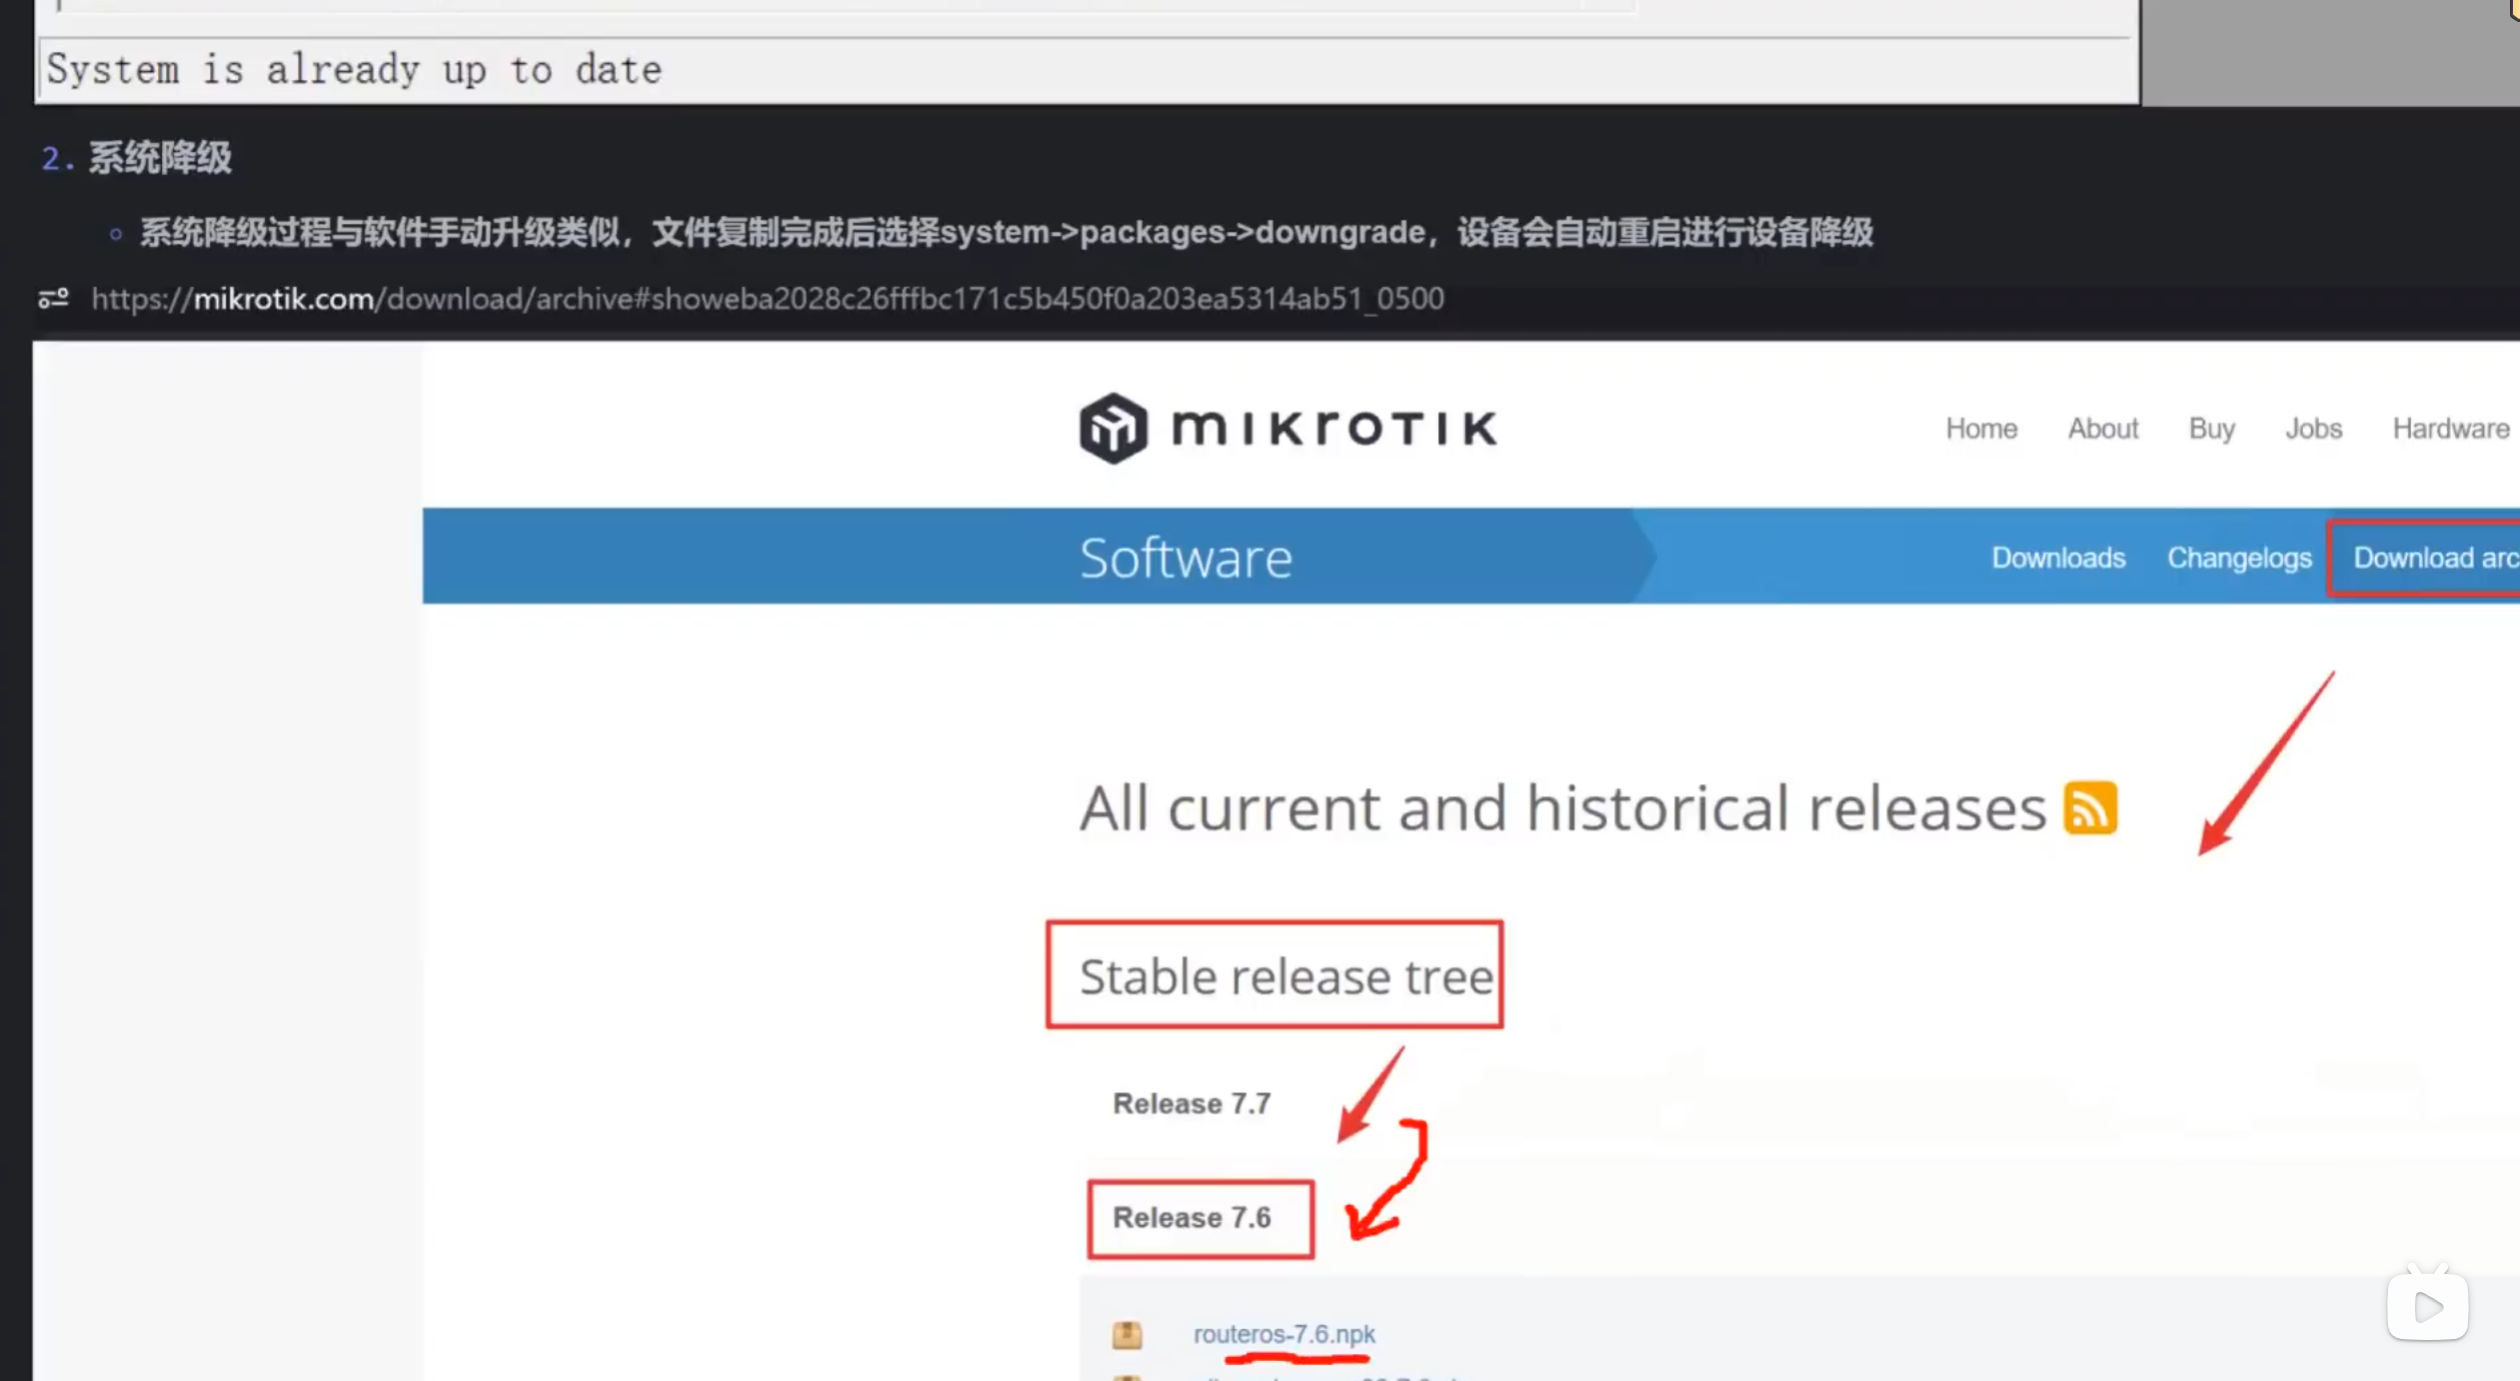 System is already up to date
2. 系统降级
系统降级过程与软件手动升级类似，文件复制完成后选择system->packages->downgrade，设备会自动重启进行设备降级
https://mikrotik.com/download/archive#showeba2028c26fffbc171c5b450f0a203ea5314ab51_0500
mikrotik
Home About Buy Jobs Hardware
Software
Downloads Changelogs Download arc
All current and historical releases
Stable release tree
Release 7.7
Release 7.6
routeros-7.6.npk